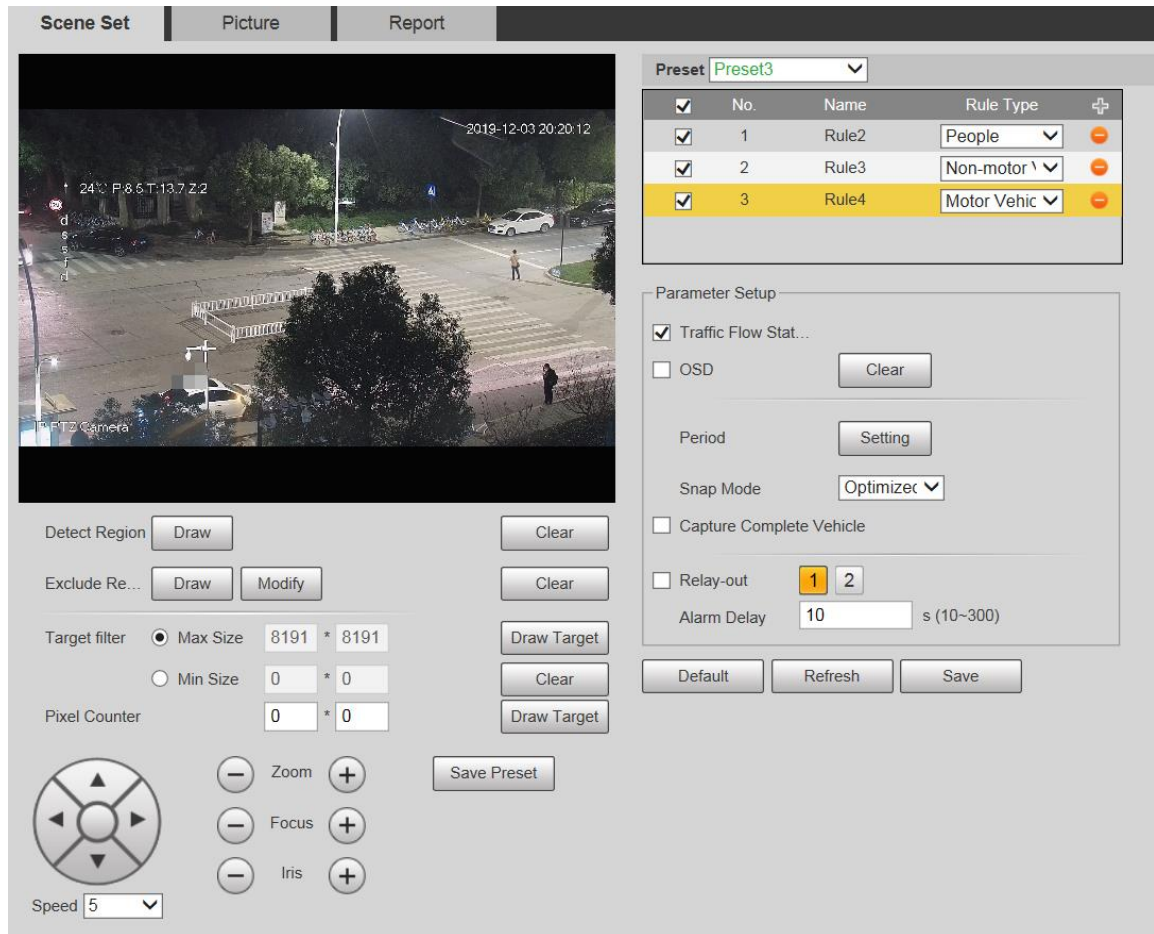 Scene Set Picture Report
2019-12-03 20:20:12
24℃ P:8.5 T:13.7 Z:2
d
s
s
f
d
PTZ Camera
Detect Region Draw Clear
Exclude Re... Draw Modify Clear
Target filter Max Size 8191 * 8191 Draw Target
Min Size 0 * 0 Clear
Pixel Counter 0 * 0 Draw Target
Zoom Save Preset
Focus
Iris
Speed 5
Preset Preset3
No. Name Rule Type
1 Rule2 People
2 Rule3 Non-motor
3 Rule4 Motor Vehic
Parameter Setup
Traffic Flow Stat...
OSD Clear
Period Setting
Snap Mode Optimized
Capture Complete Vehicle
Relay-out 1 2
Alarm Delay 10 s (10~300)
Default Refresh Save